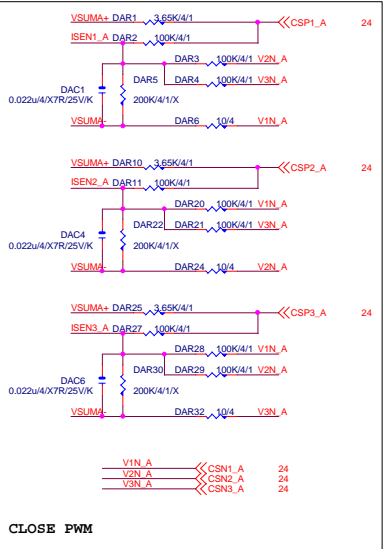 VSUMA+ DAR1 3.65K/4/1 CSP1_A 24
ISEN1_A DAR2 100K/4/1
DAR3 100K/4/1 V2N_A
DAC1 DAR5 DAR4 100K/4/1 V3N_A
0.022u/4/X7R/25V/K 200K/4/1/X
VSUMA- DAR6 10/4 V1N_A
VSUMA+ DAR10 3.65K/4/1 CSP2_A 24
ISEN2_A DAR11 100K/4/1
DAR20 100K/4/1 V1N_A
DAC4 DAR22 DAR21 100K/4/1 V3N_A
0.022u/4/X7R/25V/K 200K/4/1/X
VSUMA- DAR24 10/4 V2N_A
VSUMA+ DAR25 3.65K/4/1 CSP3_A 24
ISEN3_A DAR27 100K/4/1
DAR28 100K/4/1 V1N_A
DAC6 DAR30 DAR29 100K/4/1 V2N_A
0.022u/4/X7R/25V/K 200K/4/1/X
VSUMA- DAR32 10/4 V3N_A
V1N_A CSN1_A 24
V2N_A CSN2_A 24
V3N_A CSN3_A 24
CLOSE PWM